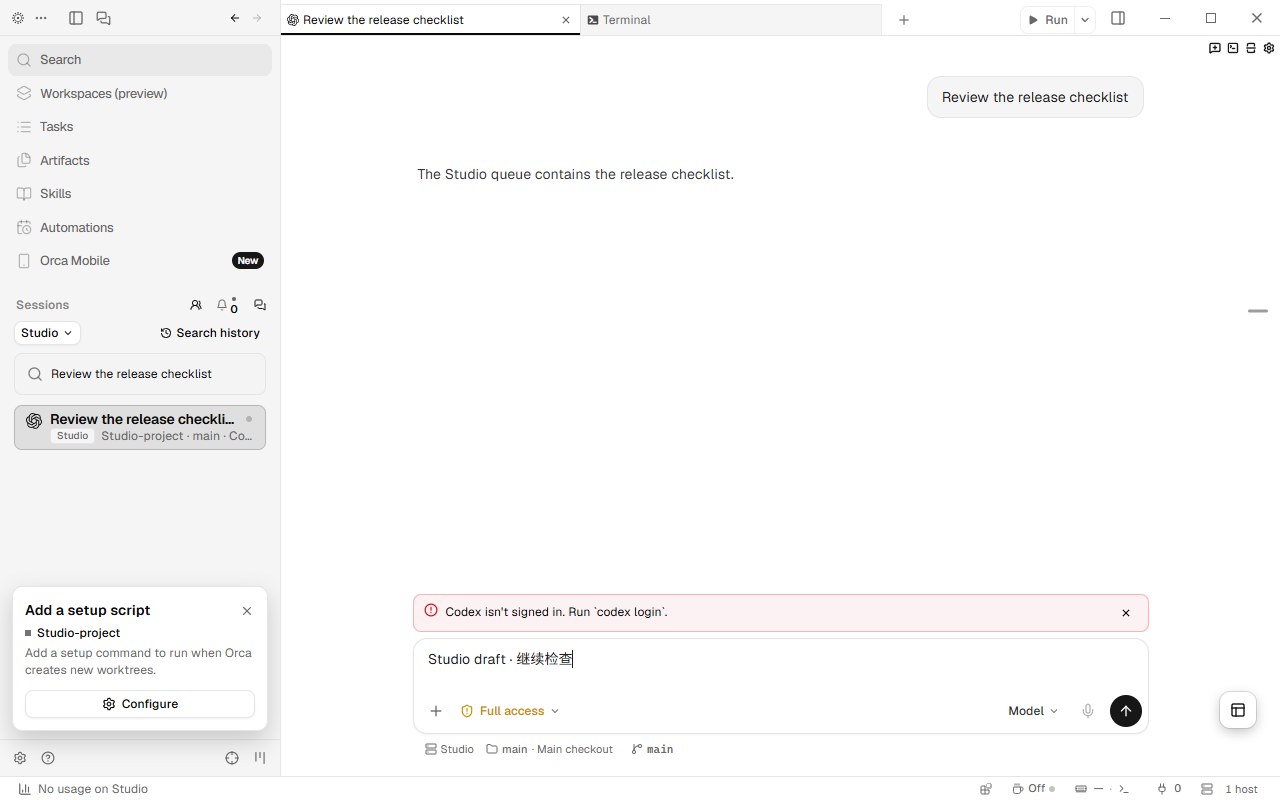 Review the release checklist
Terminal
Run
Search
Workspaces (preview)
Tasks
Artifacts
Skills
Automations
Orca Mobile
New
Sessions
0
Studio
Search history
Review the release checklist
Review the release checkli...
Studio
Studio-project · main · Co...
Review the release checklist
The Studio queue contains the release checklist.
Add a setup script
Studio-project
Add a setup command to run when Orca
creates new worktrees.
Configure
Codex isn't signed in. Run `codex login`.
Studio draft · 继续检查
Full access
Model
Studio
main · Main checkout
main
No usage on Studio
Off
0
1 host